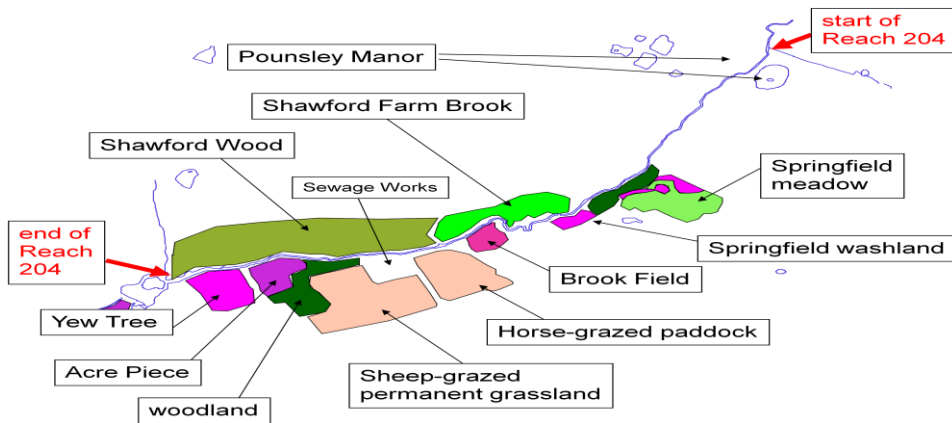 start of
Reach 204
Pounsley Manor
Shawford Farm Brook
Shawford Wood
Sewage Works
Springfield
meadow
end of
Reach
204
Springfield washland
Brook Field
Yew Tree
Horse-grazed paddock
Acre Piece
Sheep-grazed
permanent grassland
woodland